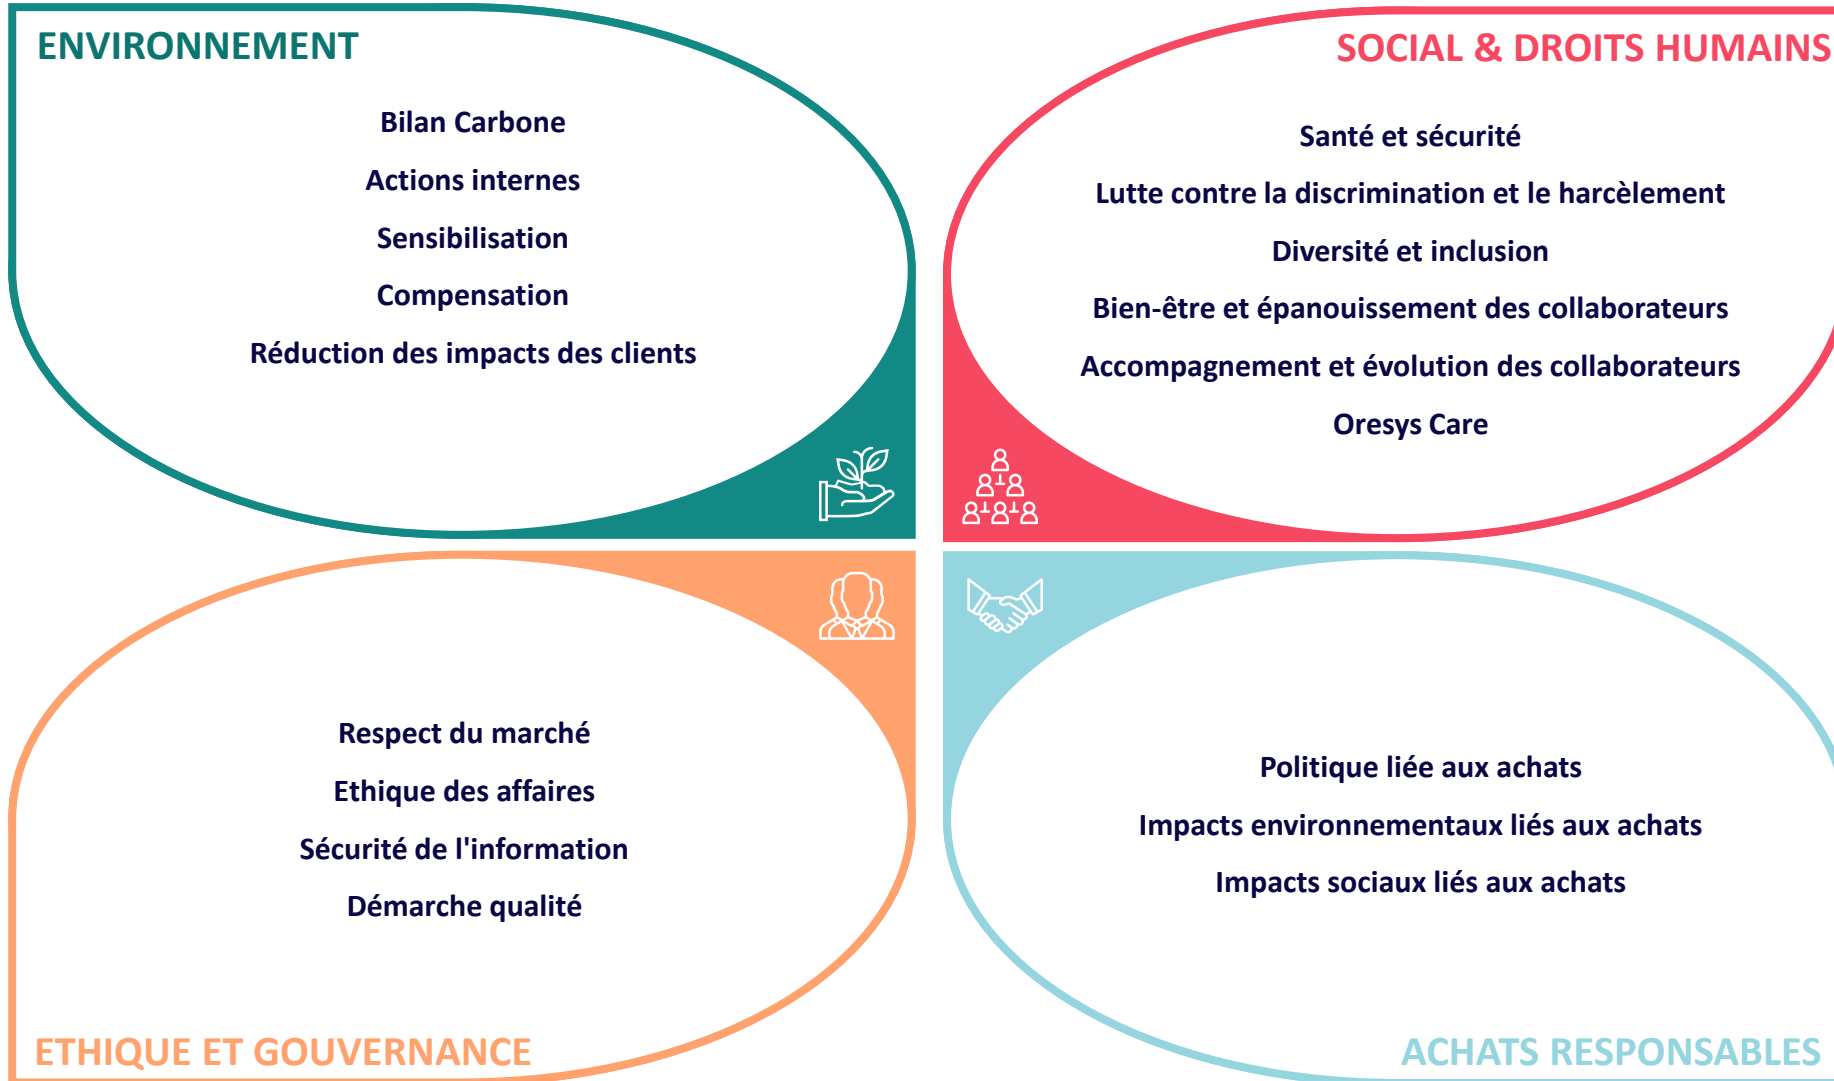 ENVIRONNEMENT
Bilan Carbone
Actions internes
Sensibilisation
Compensation
Réduction des impacts des clients
SOCIAL & DROITS HUMAINS
Santé et sécurité
Lutte contre la discrimination et le harcèlement
Diversité et inclusion
Bien-être et épanouissement des collaborateurs
Accompagnement et évolution des collaborateurs
Oresys Care
Respect du marché
Ethique des affaires
Sécurité de l'information
Démarche qualité
ETHIQUE ET GOUVERNANCE
Politique liée aux achats
Impacts environnementaux liés aux achats
Impacts sociaux liés aux achats
ACHATS RESPONSABLES